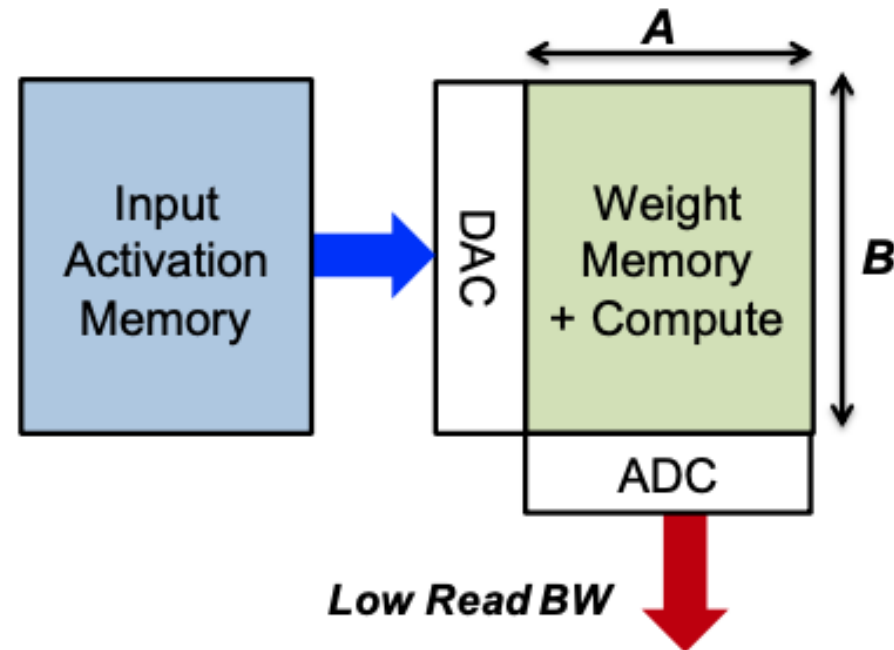 A
Input
Activation
Memory
DAC
Weight
Memory
+ Compute
B
ADC
Low Read BW